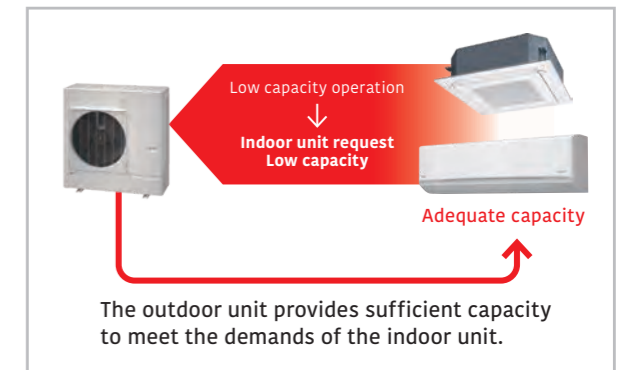 Low capacity operation
↓
Indoor unit request
Low capacity
Adequate capacity
The outdoor unit provides sufficient capacity
to meet the demands of the indoor unit.